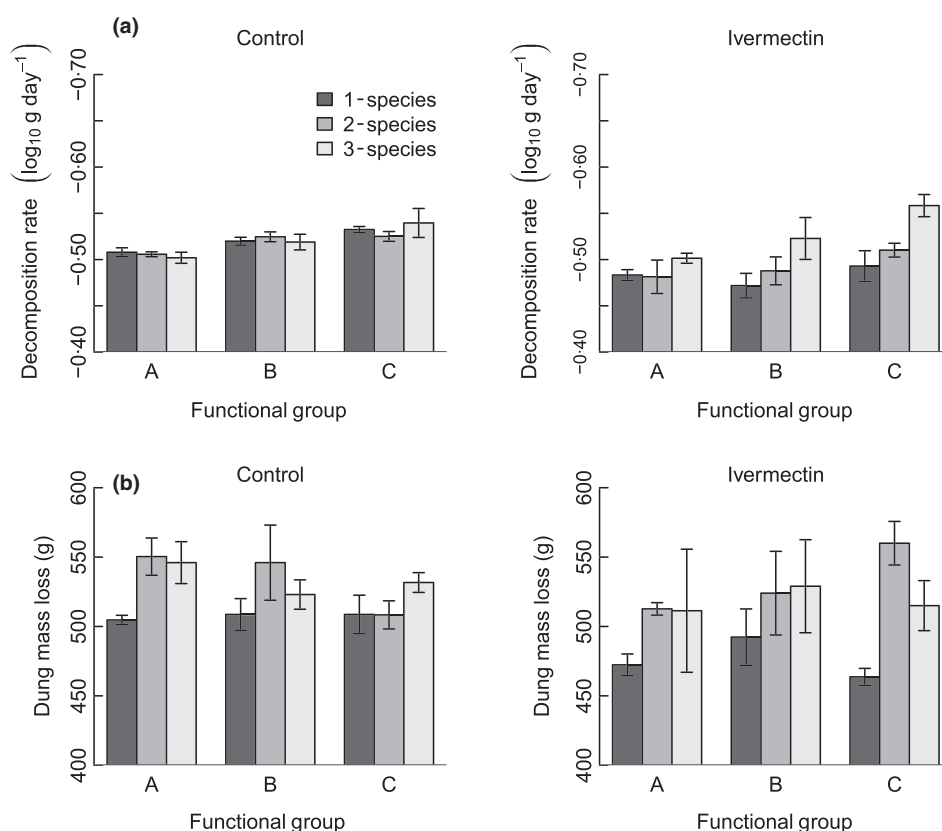 (a)
Control
Decomposition rate (log₁₀ g day⁻¹)
−0·70
−0·60
−0·50
−0·40
1-species
2-species
3-species
A B C
Functional group
Ivermectin
Decomposition rate (log₁₀ g day⁻¹)
−0·70
−0·60
−0·50
−0·40
A B C
Functional group
(b)
Control
Dung mass loss (g)
600
550
500
450
400
A B C
Functional group
Ivermectin
Dung mass loss (g)
600
550
500
450
400
A B C
Functional group